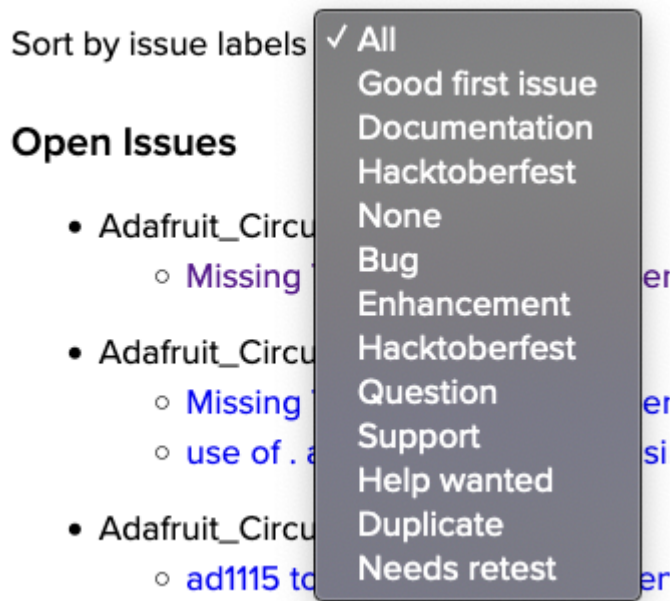 Sort by issue labels
✓ All
Good first issue
Documentation
Hacktoberfest
None
Bug
Enhancement
Hacktoberfest
Question
Support
Help wanted
Duplicate
Needs retest
Open Issues
Adafruit_Circu
Missing
Adafruit_Circu
Missing
use of .
Adafruit_Circu
ad1115 to